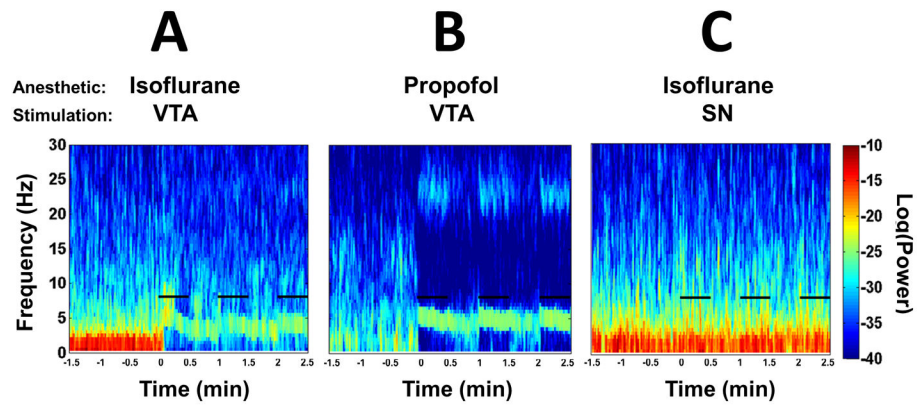 A B C
Anesthetic: Isoflurane Propofol Isoflurane
Stimulation: VTA VTA SN
Frequency (Hz)
30
25
20
15
10
5
0
-1.5 -1 -0.5 0 0.5 1 1.5 2 2.5
-1.5 -1 -0.5 0 0.5 1 1.5 2 2.5
-1.5 -1 -0.5 0 0.5 1 1.5 2 2.5
Time (min) Time (min) Time (min)
-10
-15
-20
-25
-30
-35
-40
Log(Power)